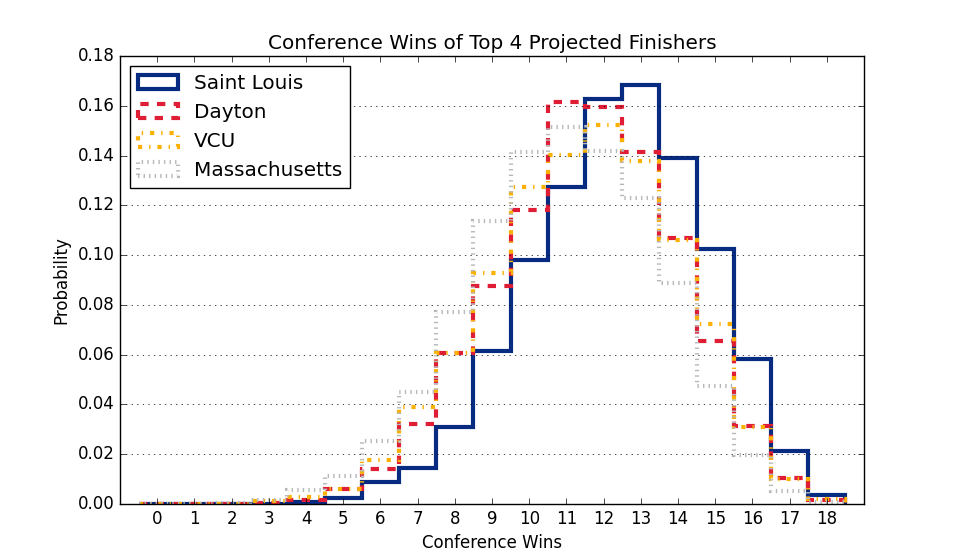 Conference Wins of Top 4 Projected Finishers
0.18
0.16
0.14
0.12
0.10
0.08
0.06
0.04
0.02
0.00
Probability
Saint Louis
Dayton
VCU
Massachusetts
0 1 2 3 4 5 6 7 8 9 10 11 12 13 14 15 16 17 18
Conference Wins